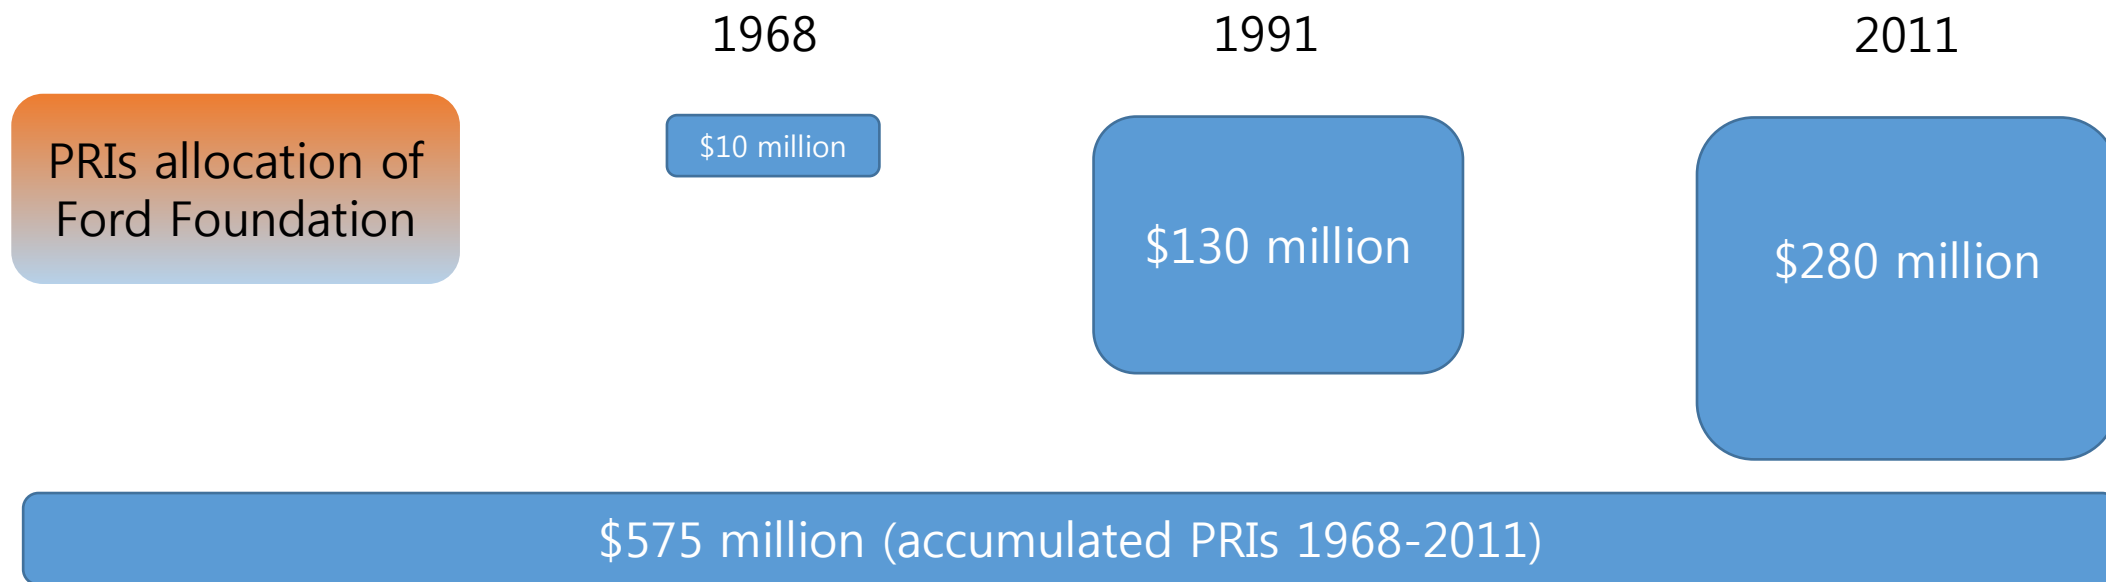 1968
1991
2011
PRIs allocation of
Ford Foundation
$10 million
$130 million
$280 million
$575 million (accumulated PRIs 1968-2011)